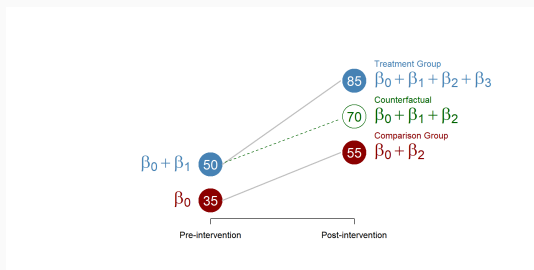 Treatment Group
85 β₀ + β₁ + β₂ + β₃
Counterfactual
70 β₀ + β₁ + β₂
Comparison Group
β₀ + β₁ 50
55 β₀ + β₂
β₀ 35
Pre-intervention Post-intervention